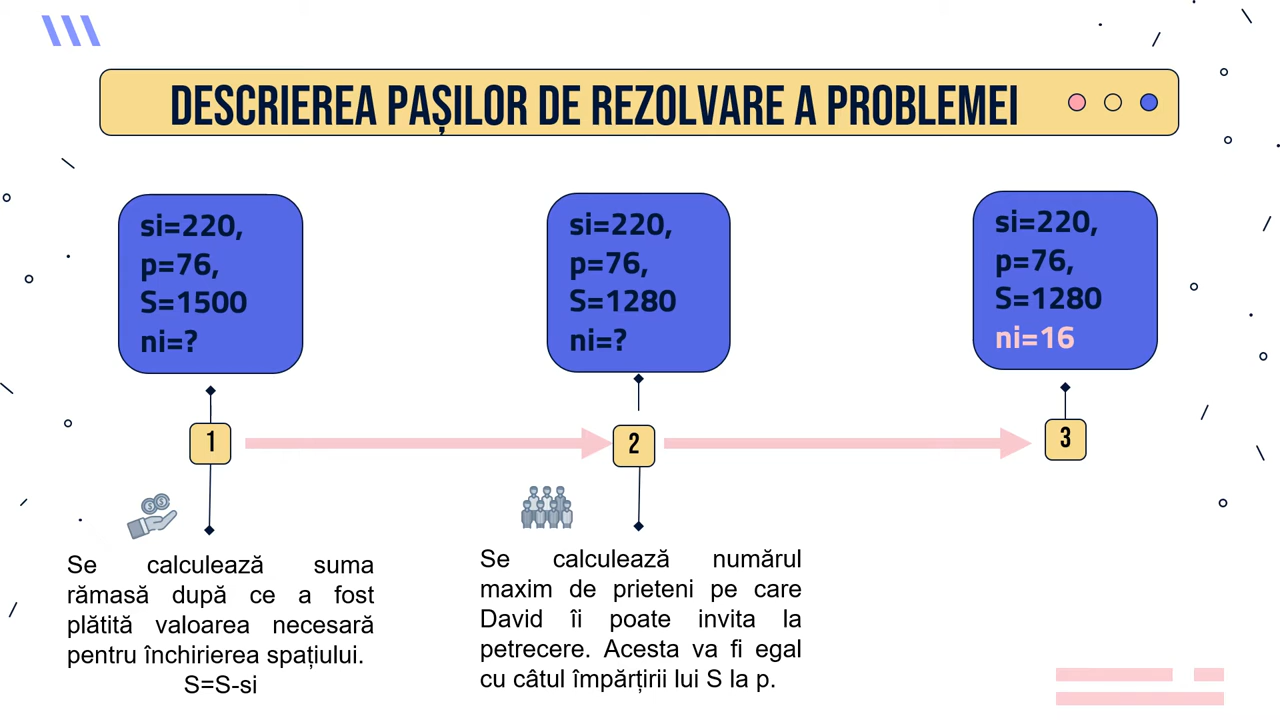 DESCRIEREA PAȘILOR DE REZOLVARE A PROBLEMEI
si=220,
p=76,
S=1500
ni=?
si=220,
p=76,
S=1280
ni=?
si=220,
p=76,
S=1280
ni=16
1
2
3
Se calculează suma
rămasă după ce a fost
plătită valoarea necesară
pentru închirierea spațiului.
S=S-si
Se calculează numărul
maxim de prieteni pe care
David îi poate invita la
petrecere. Acesta va fi egal
cu câtul împărțirii lui S la p.